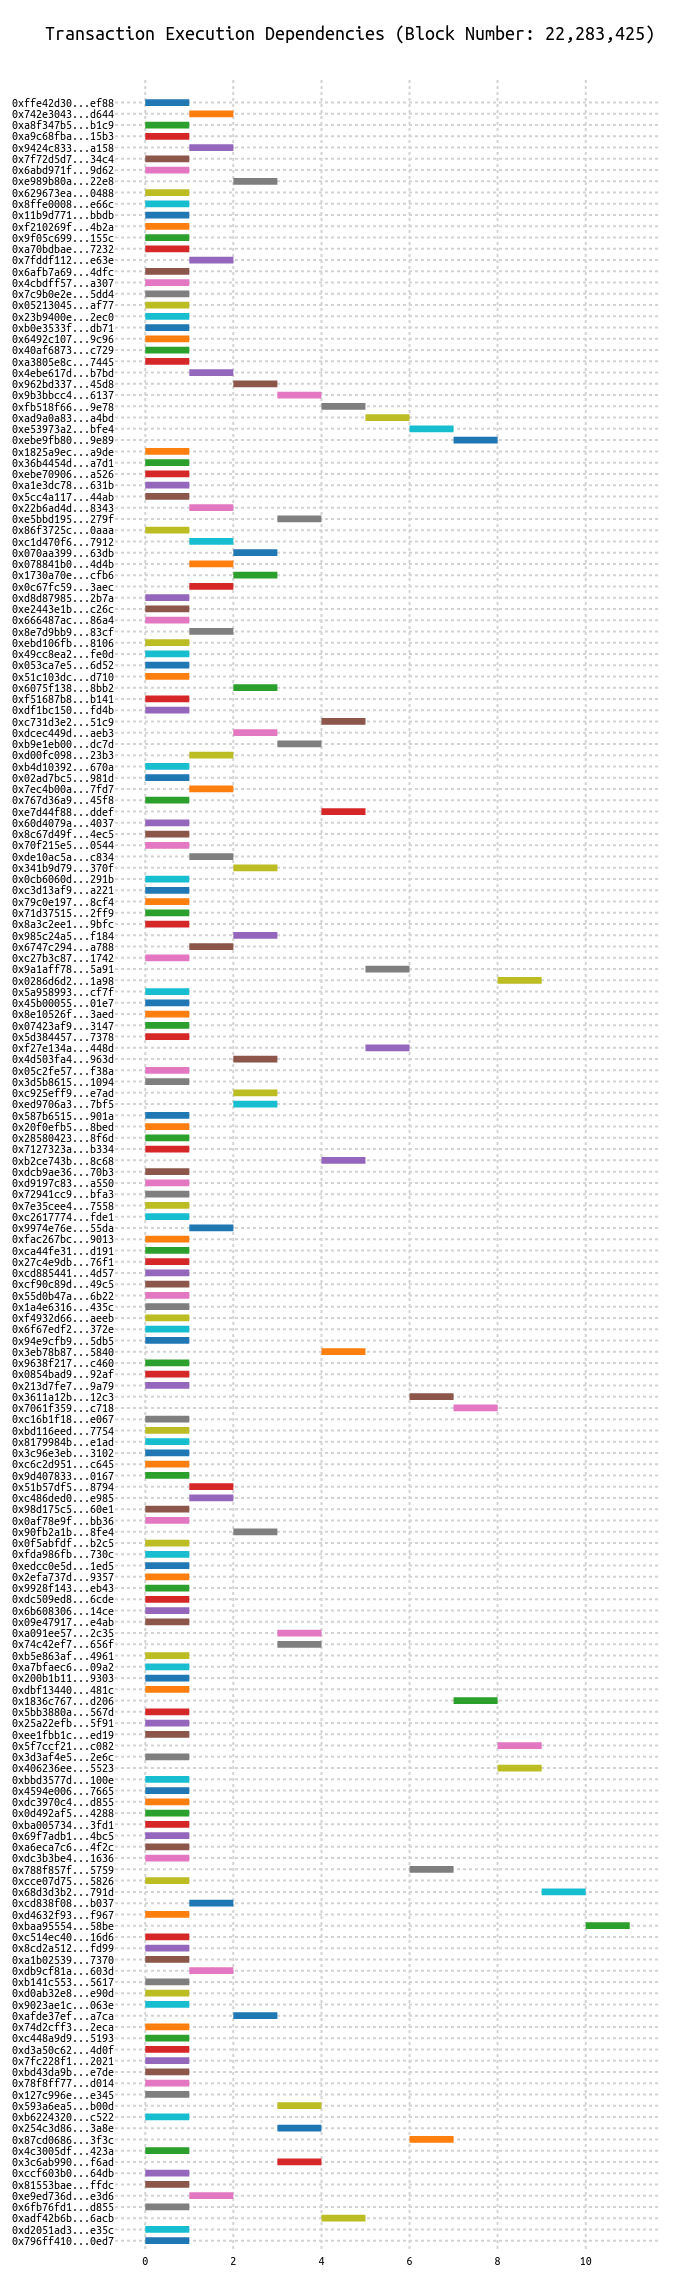 Transaction Execution Dependencies (Block Number: 22,283,425)
0xffe42d30...ef88
0x742e3043...d644
0xa8f347b5...b1c9
0xa9c68fba...15b3
0x9424c833...a158
0x7f72d5d7...34c4
0x6abd971f...9d62
0xe989b80a...22e8
0x629673ea...0488
0x8ffe0008...e66c
0x11b9d771...bbdb
0xf210269f...4b2a
0x9f05c699...155c
0xa70bdbae...7232
0x7fddf112...e63e
0x6afb7a69...4dfc
0x4cbdff57...a307
0x7c9b0e2e...5dd4
0x05213045...af77
0x23b9400e...2ec0
0xb0e3533f...db71
0x6492c107...9c96
0x40af6873...c729
0xa3805e8c...7445
0x4ebe617d...b7bd
0x962bd337...45d8
0x9b3bbcc4...6137
0xfb518f66...9e78
0xad9a0a83...a4bd
0xe53973a2...bfe4
0xebe9fb80...9e89
0x1825a9ec...a9de
0x36b4454d...a7d1
0xebe70906...a526
0xa1e3dc78...631b
0x5cc4a117...44ab
0x22b6ad4d...8343
0xe5bbd195...279f
0x86f3725c...0aaa
0xc1d470f6...7912
0x070aa399...63db
0x078841b0...4d4b
0x1730a70e...cfb6
0x0c67fc59...3aec
0xd8d87985...2b7a
0xe2443e1b...c26c
0x666487ac...86a4
0x8e7d9bb9...83cf
0xebd106fb...8106
0x49cc8ea2...fe0d
0x053ca7e5...6d52
0x51c103dc...d710
0x6075f138...8bb2
0xf51687b8...b141
0xdf1bc150...fd4b
0xc731d3e2...51c9
0xdcec449d...aeb3
0xb9e1eb00...dc7d
0xd00fc098...23b3
0xb4d10392...670a
0x02ad7bc5...981d
0x7ec4b00a...7fd7
0x767d36a9...45f8
0xe7d44f88...ddef
0x60d4079a...4037
0x8c67d49f...4ec5
0x70f215e5...0544
0xde10ac5a...c834
0x341b9d79...370f
0x0cb6060d...291b
0xc3d13af9...a221
0x79c0e197...8cf4
0x71d37515...2ff9
0x8a3c2ee1...9bfc
0x985c24a5...f184
0x6747c294...a788
0xc27b3c87...1742
0x9a1aff78...5a91
0x0286d6d2...1a98
0x5a958993...cf7f
0x45b00055...01e7
0x8e10526f...3aed
0x07423af9...3147
0x5d384457...7378
0xf27e134a...448d
0x4d503fa4...963d
0x05c2fe57...f38a
0x3d5b8615...1094
0xc925eff9...e7ad
0xed9706a3...7bf5
0x587b6515...901a
0x20f0efb5...8bed
0x28580423...8f6d
0x7127323a...b334
0xb2ce743b...8c68
0xdcb9ae36...70b3
0xd9197c83...a550
0x72941cc9...bfa3
0x7e35cee4...7558
0xc2617774...fde1
0x9974e76e...55da
0xfac267bc...9013
0xca44fe31...d191
0x27c4e9db...76f1
0xcd885441...4d57
0xcf90c89d...49c5
0x55d0b47a...6b22
0x1a4e6316...435c
0xf4932d66...aeeb
0x6f67edf2...372e
0x94e9cfb9...5db5
0x3eb78b87...5840
0x9638f217...c460
0x0854bad9...92af
0x213d7fe7...9a79
0x3611a12b...12c3
0x7061f359...c718
0xc16b1f18...e067
0xbd116eed...7754
0x8179984b...e1ad
0x3c96e3eb...3102
0xc6c2d951...c645
0x9d407833...0167
0x51b57df5...8794
0xc486ded0...e985
0x98d175c5...60e1
0x0af78e9f...bb36
0x90fb2a1b...8fe4
0x0f5abfdf...b2c5
0xfda986fb...730c
0xedcc0e5d...1ed5
0x2efa737d...9357
0x9928f143...eb43
0xdc509ed8...6cde
0x6b608306...14ce
0x09e47917...e4ab
0xa091ee57...2c35
0x74c42ef7...656f
0xb5e863af...4961
0xa7bfaec6...09a2
0x200b1b11...9303
0xdbf13440...481c
0x1836c767...d206
0x5bb3880a...567d
0x25a22efb...5f91
0xee1fbb1c...ed19
0x5f7ccf21...c082
0x3d3af4e5...2e6c
0x406236ee...5523
0xbbd3577d...100e
0x4594e006...7665
0xdc3970c4...d855
0x0d492af5...4288
0xba005734...3fd1
0x69f7adb1...4bc5
0xa6eca7c6...4f2c
0xdc3b3be4...1636
0x788f857f...5759
0xcce07d75...5826
0x68d3d3b2...791d
0xcd838f08...b037
0xd4632f93...f967
0xbaa95554...58be
0xc514ec40...16d6
0x8cd2a512...fd99
0xa1b02539...7370
0xdb9cf81a...603d
0xb141c553...5617
0xd0ab32e8...e90d
0x9023ae1c...063e
0xafde37ef...a7ca
0x74d2cff3...2eca
0xc448a9d9...5193
0xd3a50c62...4d0f
0x7fc228f1...2021
0xbd43da9b...e7de
0x78f8ff77...d014
0x127c996e...e345
0x593a6ea5...b00d
0xb6224320...c522
0x254c3d86...3a8e
0x87cd0686...3f3c
0x4c3005df...423a
0x3c6ab990...f6ad
0xccf603b0...64db
0x81553bae...ffdc
0xe9ed736d...e3d6
0x6fb76fd1...d855
0xadf42b6b...6acb
0xd2051ad3...e35c
0x796ff410...0ed7
0 2 4 6 8 10